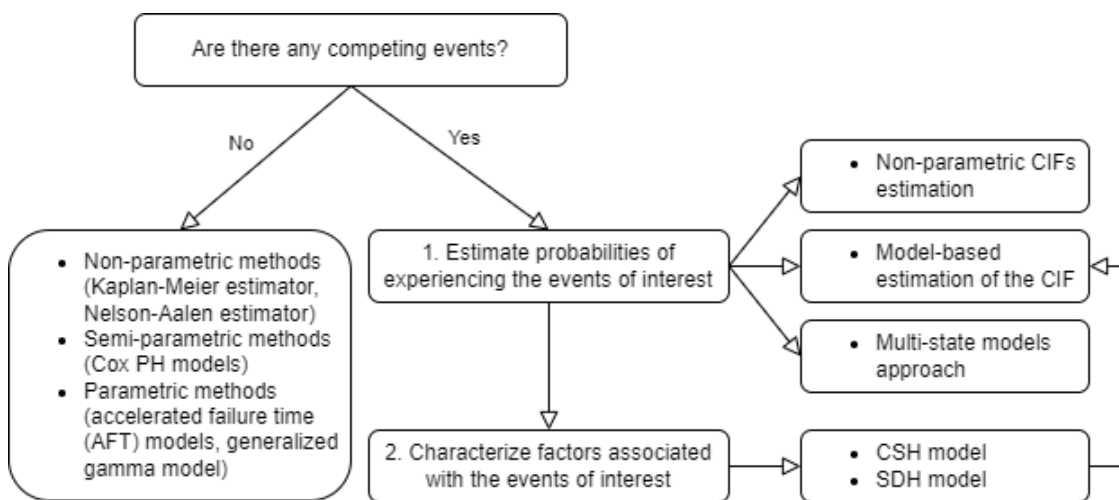 Are there any competing events?
No
Yes
• Non-parametric methods
(Kaplan-Meier estimator,
Nelson-Aalen estimator)
• Semi-parametric methods
(Cox PH models)
• Parametric methods
(accelerated failure time
(AFT) models, generalized
gamma model)
1. Estimate probabilities of
experiencing the events of interest
• Non-parametric CIFs
estimation
• Model-based
estimation of the CIF
• Multi-state models
approach
2. Characterize factors associated
with the events of interest
• CSH model
• SDH model